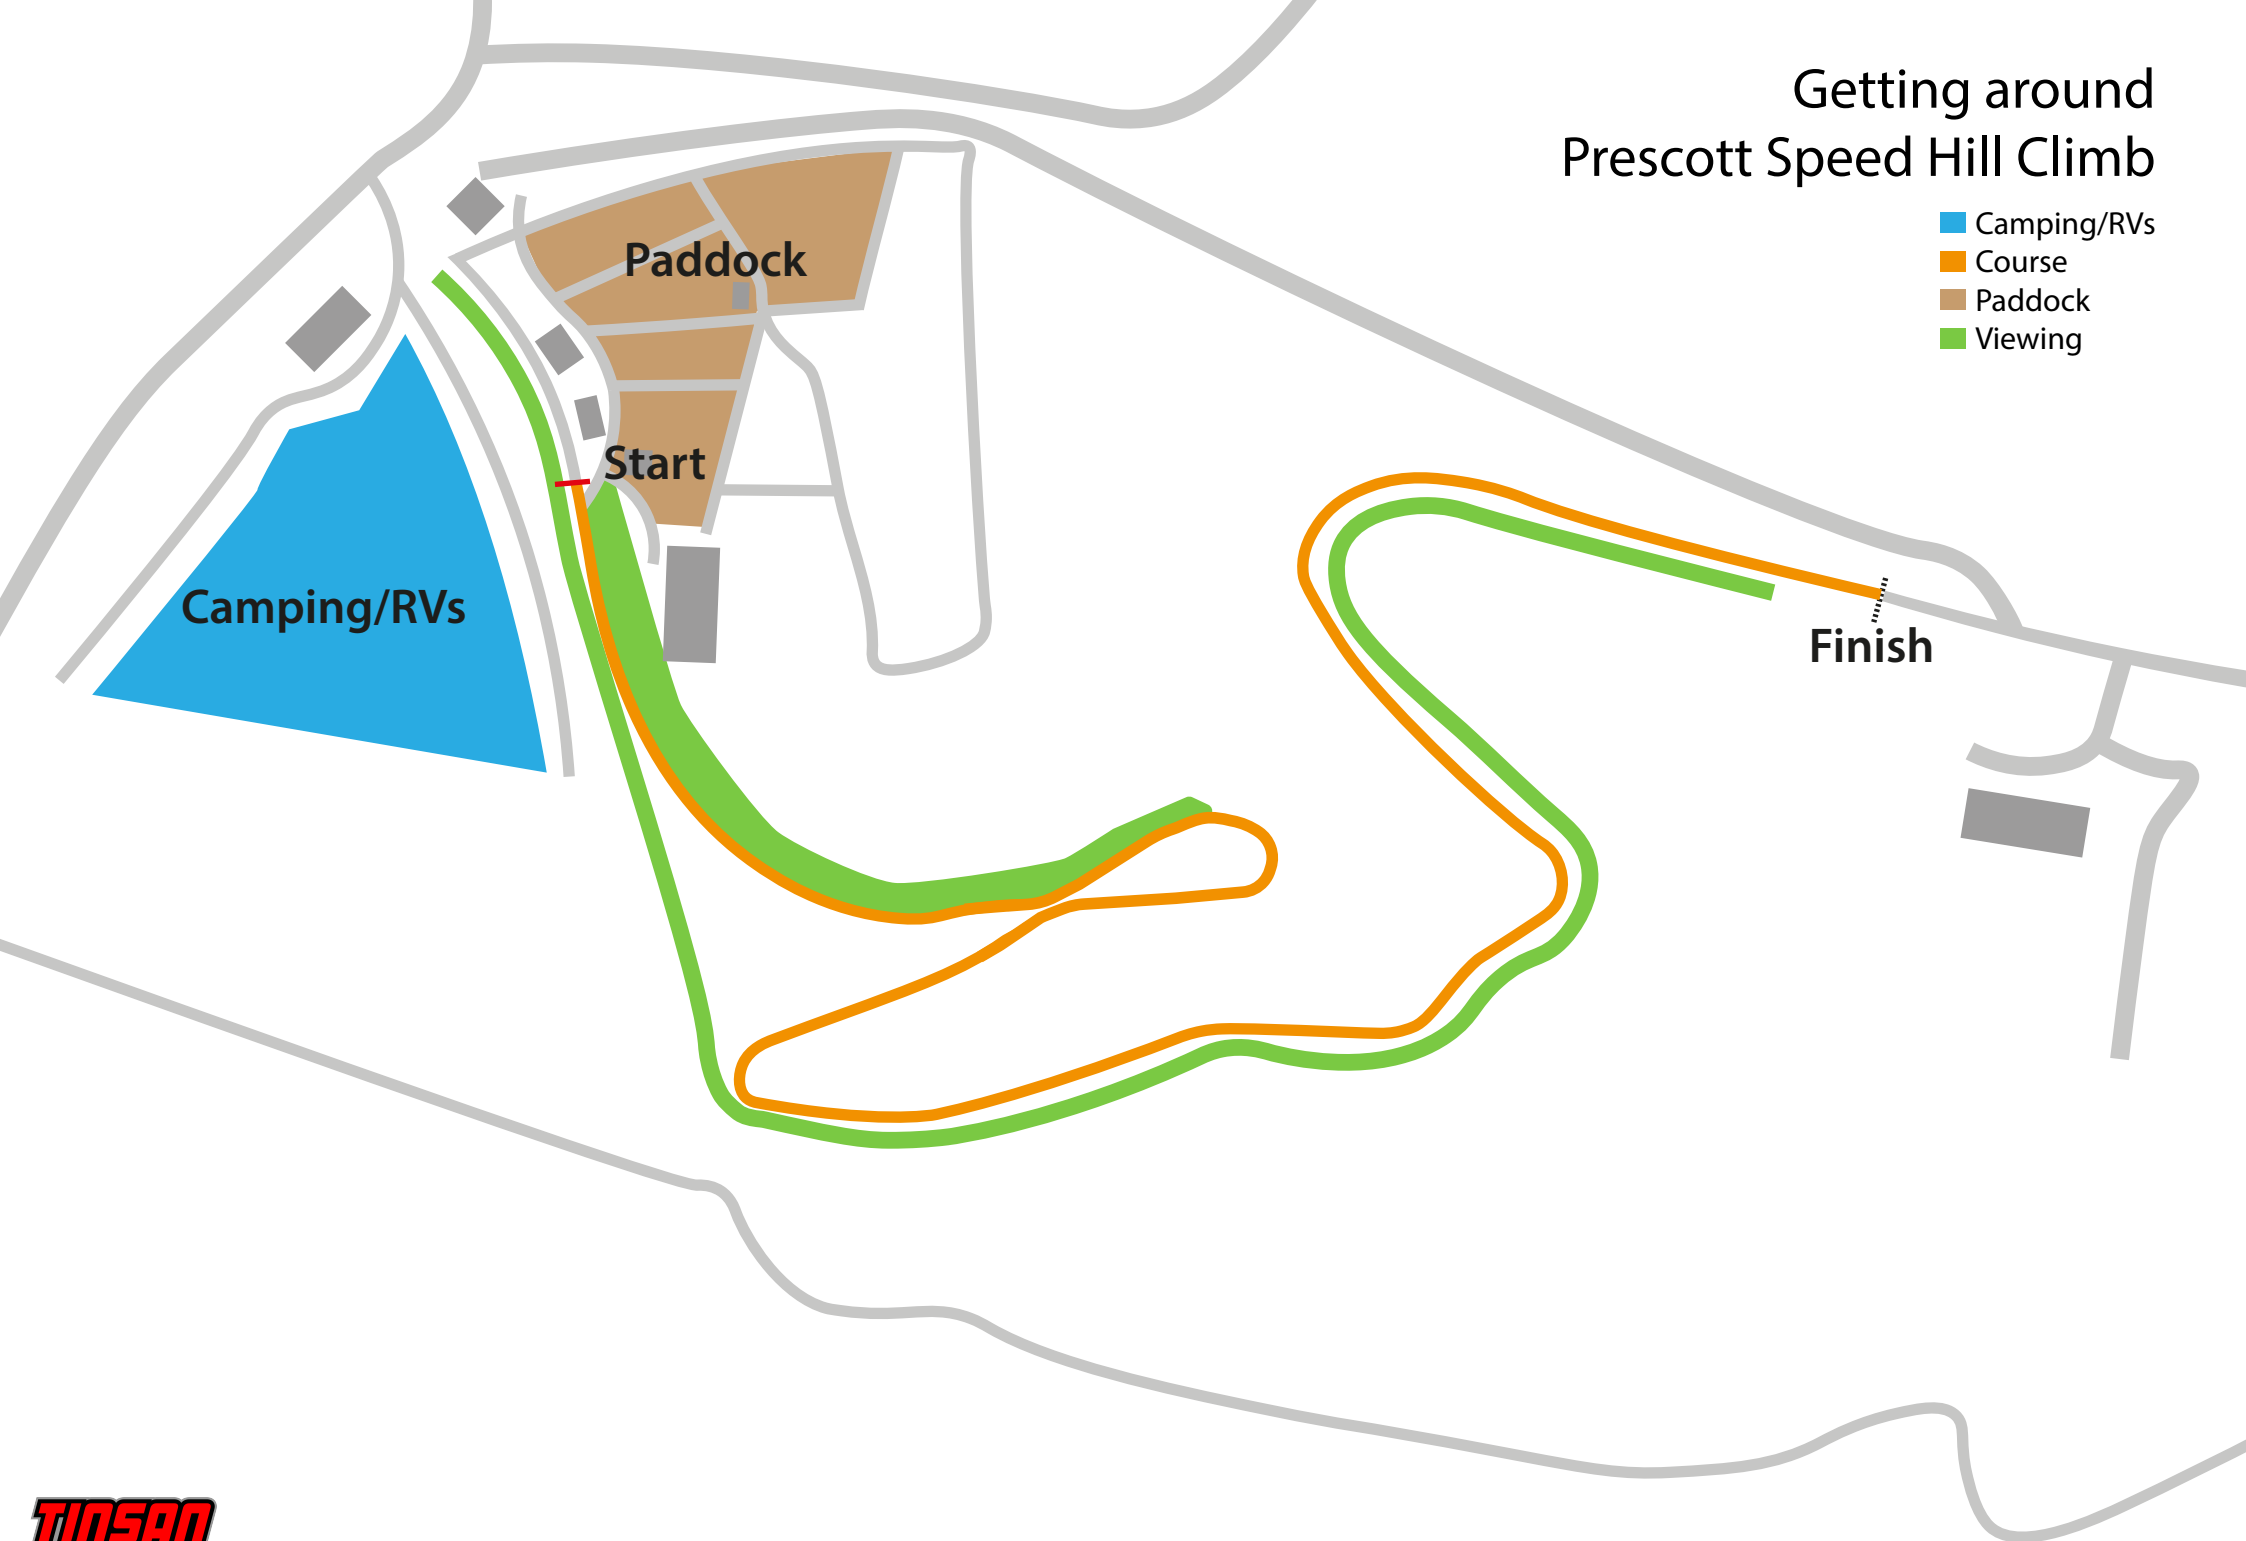 Getting around
Prescott Speed Hill Climb
Camping/RVs
Course
Paddock
Viewing
Paddock
Start
Camping/RVs
Finish
TINSAN